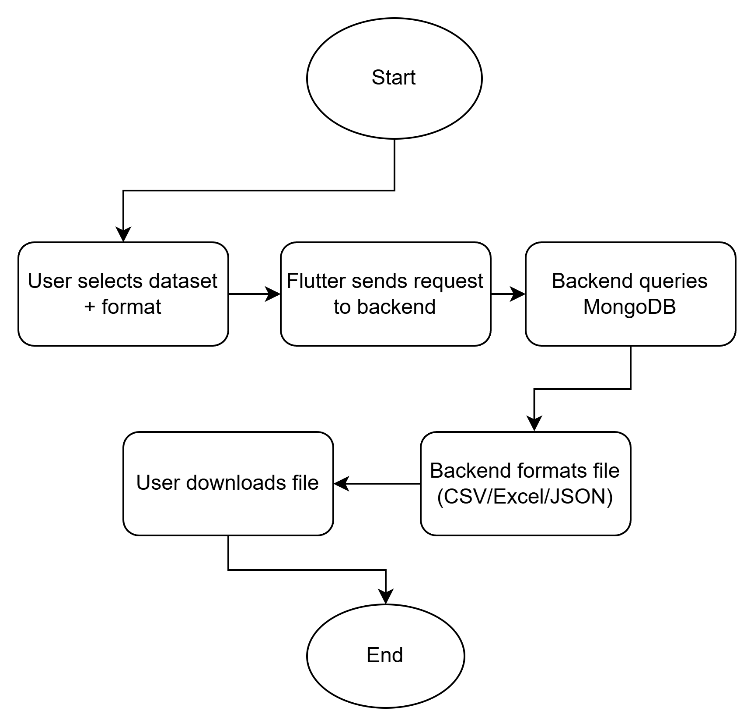 Start
User selects dataset
+ format
Flutter sends request
to backend
Backend queries
MongoDB
Backend formats file
(CSV/Excel/JSON)
User downloads file
End